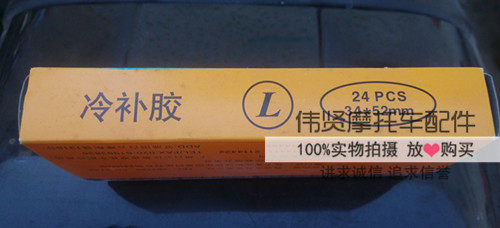 冷补胶
L
24 PCS
34*52mm
伟贤摩托车配件
100%实物拍摄 放❤购买
讲求诚信 追求信誉